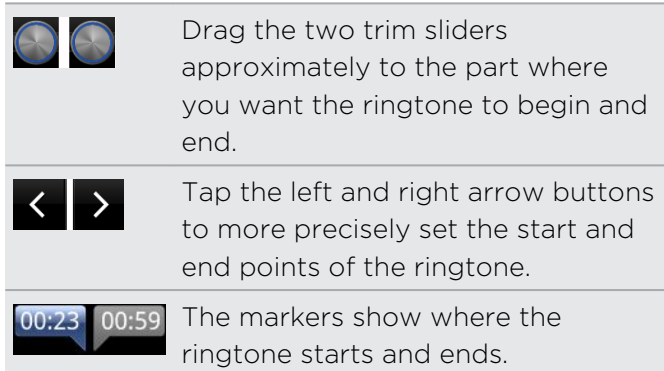 Drag the two trim sliders
approximately to the part where
you want the ringtone to begin and
end.
Tap the left and right arrow buttons
to more precisely set the start and
end points of the ringtone.
00:23 00:59 The markers show where the
ringtone starts and ends.